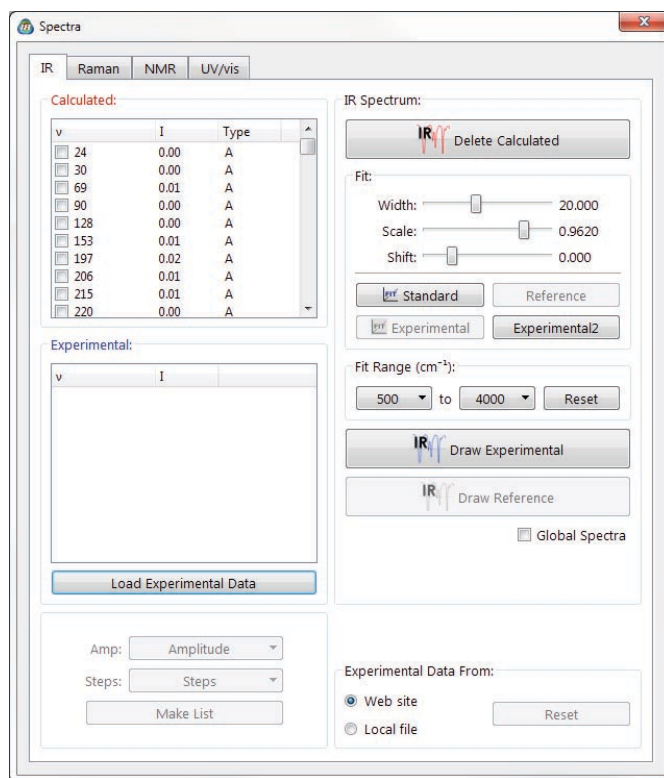 Spectra
IR Raman NMR UV/vis
Calculated:
ν I Type
24 0.00 A
30 0.00 A
69 0.01 A
90 0.00 A
128 0.00 A
153 0.01 A
197 0.02 A
206 0.01 A
215 0.01 A
220 0.00 A
Experimental:
ν I
Load Experimental Data
Amp: Amplitude
Steps: Steps
Make List
IR Spectrum:
IR Delete Calculated
Fit:
Width: 20.000
Scale: 0.9620
Shift: 0.000
FIT Standard Reference
FIT Experimental Experimental2
Fit Range (cm⁻¹):
500 to 4000 Reset
IR Draw Experimental
IR Draw Reference
Global Spectra
Experimental Data From:
Web site
Local file
Reset